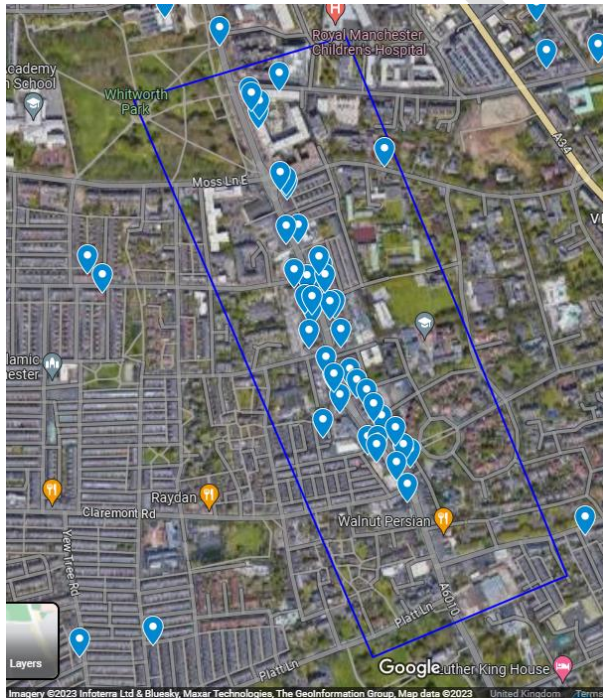 Royal Manchester
Children's Hospital
Academy
h School
Whitworth
Park
A34
Moss Ln E
V
lamic
hester
Raydan
Claremont Rd
Walnut Persian
Yew Tree Rd
A6010
Platt Ln
Layers
Platt Ln
Google
Luther King House
Imagery ©2023 Infoterra Ltd & Bluesky, Maxar Technologies, The GeoInformation Group, Map data ©2023 United Kingdom Terms